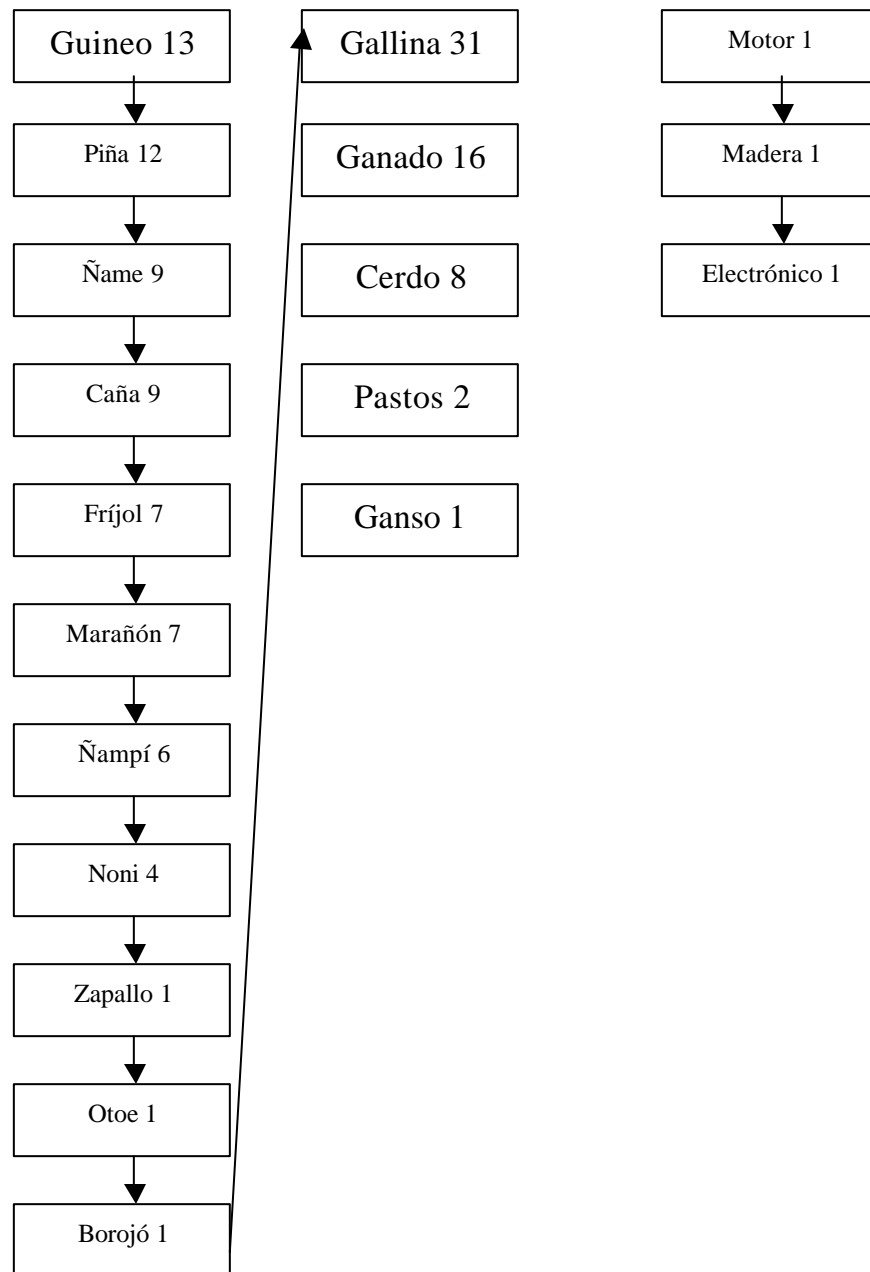 Guineo 13
Piña 12
Ñame 9
Caña 9
Fríjol 7
Marañón 7
Ñampí 6
Noni 4
Zapallo 1
Otoe 1
Borojó 1
Gallina 31
Ganado 16
Cerdo 8
Pastos 2
Ganso 1
Motor 1
Madera 1
Electrónico 1